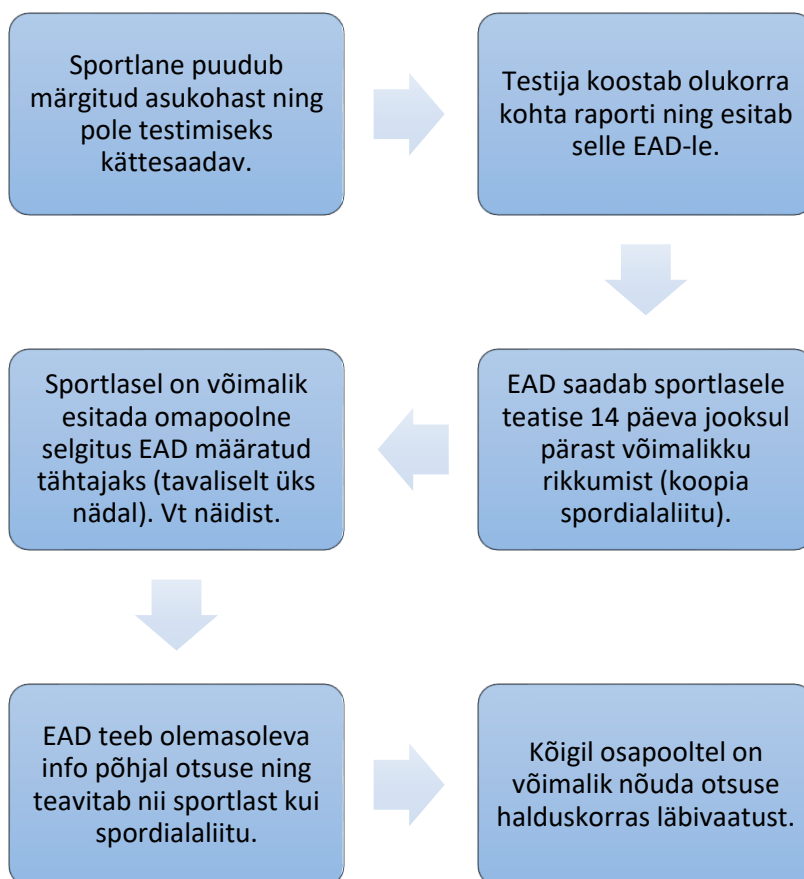 Sportlane puudub
märgitud asukohast ning
pole testimiseks
kättesaadav.
Testija koostab olukorra
kohta raporti ning esitab
selle EAD-le.
EAD saadab sportlasele
teatise 14 päeva jooksul
pärast võimalikku
rikkumist (koopia
spordialaliitu).
Sportlasel on võimalik
esitada omapoolne
selgitus EAD määratud
tähtajaks (tavaliselt üks
nädal). Vt näidist.
EAD teeb olemasoleva
info põhjal otsuse ning
teavitab nii sportlast kui
spordialaliitu.
Kõigil osapooltel on
võimalik nõuda otsuse
halduskorras läbivaatust.